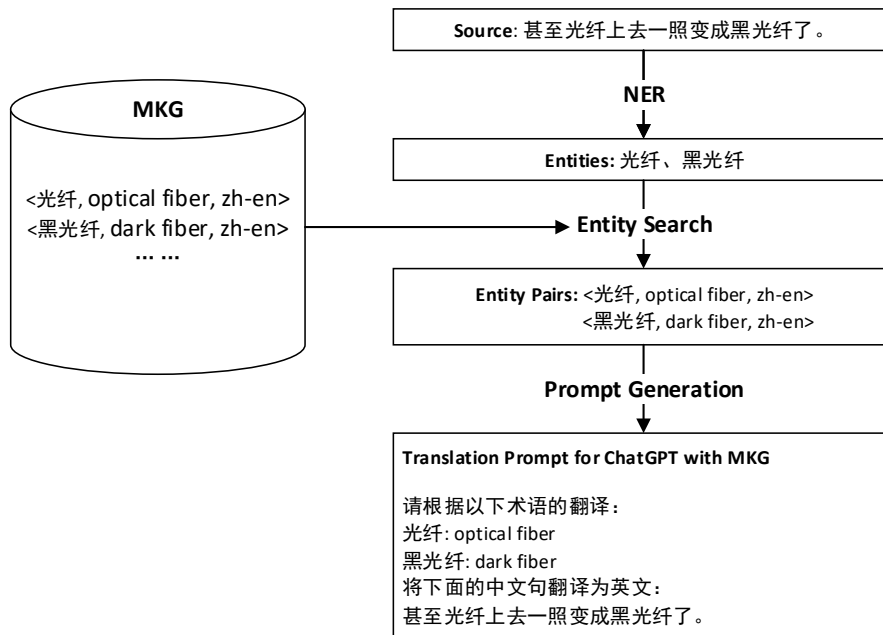 MKG
<光纤, optical fiber, zh-en>
<黑光纤, dark fiber, zh-en>
... ...
Source: 甚至光纤上去一照变成黑光纤了。
NER
Entities: 光纤、黑光纤
Entity Search
Entity Pairs: <光纤, optical fiber, zh-en>
<黑光纤, dark fiber, zh-en>
Prompt Generation
Translation Prompt for ChatGPT with MKG
请根据以下术语的翻译：
光纤: optical fiber
黑光纤: dark fiber
将下面的中文句翻译为英文：
甚至光纤上去一照变成黑光纤了。